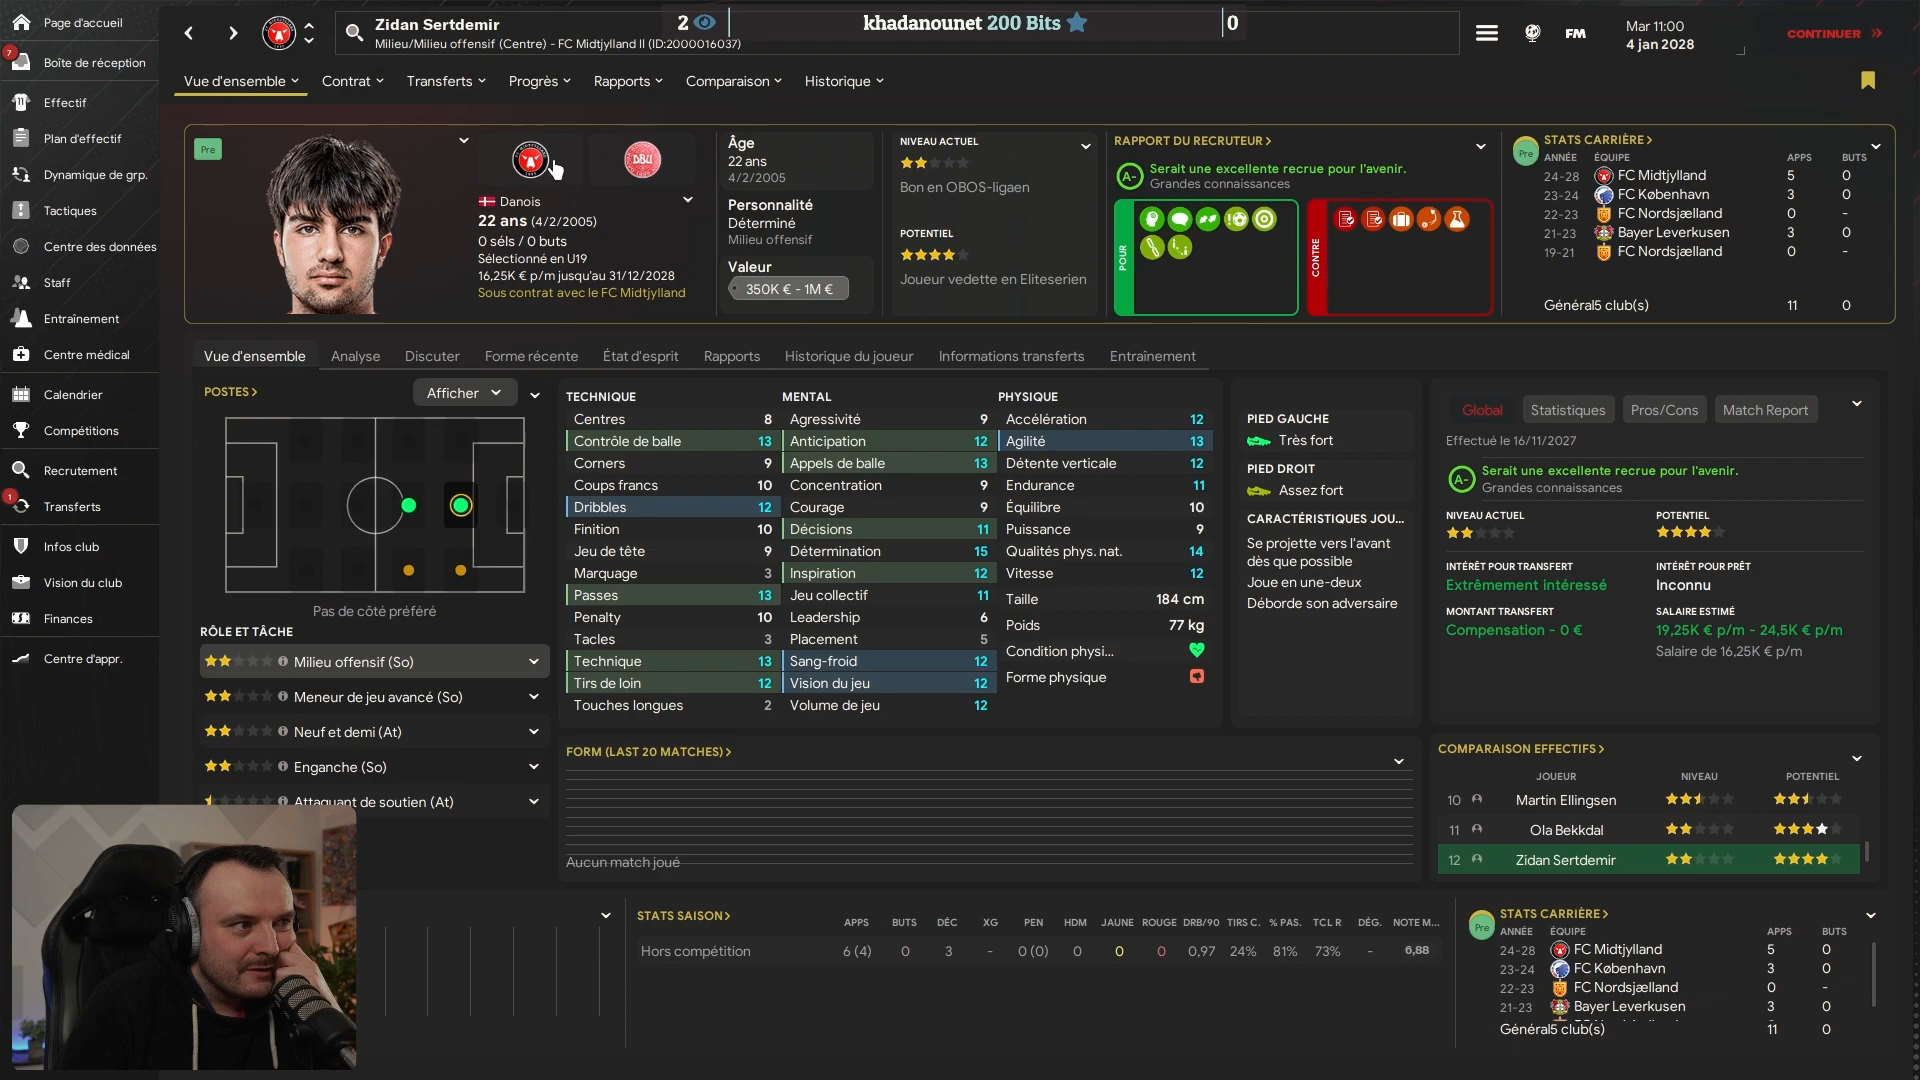 Page d'accueil
7
Boîte de réception
Effectif
Plan d'effectif
Dynamique de grp.
Tactiques
Centre des données
Staff
Entraînement
Centre médical
Calendrier
Compétitions
Recrutement
1
Transferts
Infos club
Vision du club
Finances
Centre d'appr.
Zidan Sertdemir
Milieu/Milieu offensif (Centre) - FC Midtjylland II (ID:2000016037)
2
khadanounet 200 Bits
0
FM
Mar 11:00
4 jan 2028
CONTINUER
Vue d'ensemble
Contrat
Transferts
Progrès
Rapports
Comparaison
Historique
Pre
DBU
Danois
22 ans (4/2/2005)
0 séls / 0 buts
Sélectionné en U19
16,25K € p/m jusqu'au 31/12/2028
Sous contrat avec le FC Midtjylland
Âge
22 ans
4/2/2005
Personnalité
Déterminé
Milieu offensif
Valeur
350K € - 1M €
NIVEAU ACTUEL
Bon en OBOS-ligaen
POTENTIEL
Joueur vedette en Eliteserien
RAPPORT DU RECRUTEUR >
A-
Serait une excellente recrue pour l'avenir.
Grandes connaissances
POUR
CONTRE
Pre
STATS CARRIÈRE >
ANNÉE ÉQUIPE APPS BUTS
24-28 FC Midtjylland 5 0
23-24 FC København 3 0
22-23 FC Nordsjælland 0 -
21-23 Bayer Leverkusen 3 0
19-21 FC Nordsjælland 0 -
Général5 club(s) 11 0
Vue d'ensemble
Analyse
Discuter
Forme récente
État d'esprit
Rapports
Historique du joueur
Informations transferts
Entraînement
POSTES >
Afficher
Pas de côté préféré
RÔLE ET TÂCHE
Milieu offensif (So)
Meneur de jeu avancé (So)
Neuf et demi (At)
Enganche (So)
Attaquant de soutien (At)
TECHNIQUE
Centres 8
Contrôle de balle 13
Corners 9
Coups francs 10
Dribbles 12
Finition 10
Jeu de tête 9
Marquage 3
Passes 13
Penalty 10
Tacles 3
Technique 13
Tirs de loin 12
Touches longues 2
MENTAL
Agressivité 9
Anticipation 12
Appels de balle 13
Concentration 9
Courage 9
Décisions 11
Détermination 15
Inspiration 12
Jeu collectif 11
Leadership 6
Placement 5
Sang-froid 12
Vision du jeu 12
Volume de jeu 12
PHYSIQUE
Accélération 12
Agilité 13
Détente verticale 12
Endurance 11
Équilibre 10
Puissance 9
Qualités phys. nat. 14
Vitesse 12
Taille 184 cm
Poids 77 kg
Condition physi...
Forme physique
PIED GAUCHE
Très fort
PIED DROIT
Assez fort
CARACTÉRISTIQUES JOU...
Se projette vers l'avant
dès que possible
Joue en une-deux
Déborde son adversaire
Global
Statistiques
Pros/Cons
Match Report
Effectué le 16/11/2027
A-
Serait une excellente recrue pour l'avenir.
Grandes connaissances
NIVEAU ACTUEL
POTENTIEL
INTÉRÊT POUR TRANSFERT
Extrêmement intéressé
INTÉRÊT POUR PRÊT
Inconnu
MONTANT TRANSFERT
Compensation - 0 €
SALAIRE ESTIMÉ
19,25K € p/m - 24,5K € p/m
Salaire de 16,25K € p/m
FORM (LAST 20 MATCHES) >
Aucun match joué
COMPARAISON EFFECTIFS >
JOUEUR NIVEAU POTENTIEL
10 Martin Ellingsen
11 Ola Bekkdal
12 Zidan Sertdemir
STATS SAISON >
APPS BUTS DÉC XG PEN HDM JAUNE ROUGE DRB/90 TIRS C. % PAS. TCL R DÉG. NOTE M...
Hors compétition 6 (4) 0 3 - 0 (0) 0 0 0 0,97 24% 81% 73% - 6,88
Pre
STATS CARRIÈRE >
ANNÉE ÉQUIPE APPS BUTS
24-28 FC Midtjylland 5 0
23-24 FC København 3 0
22-23 FC Nordsjælland 0 -
21-23 Bayer Leverkusen 3 0
Général5 club(s) 11 0